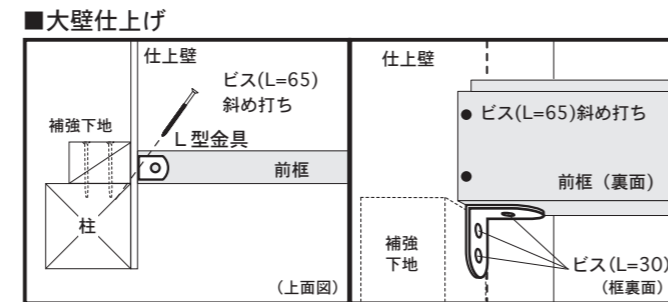 ■大壁仕上げ
仕上壁
ビス(L=65)
斜め打ち
補強下地
L型金具
前框
柱
(上面図)
仕上壁
ビス(L=65)斜め打ち
前框(裏面)
補強
下地
ビス(L=30)
(框裏面)